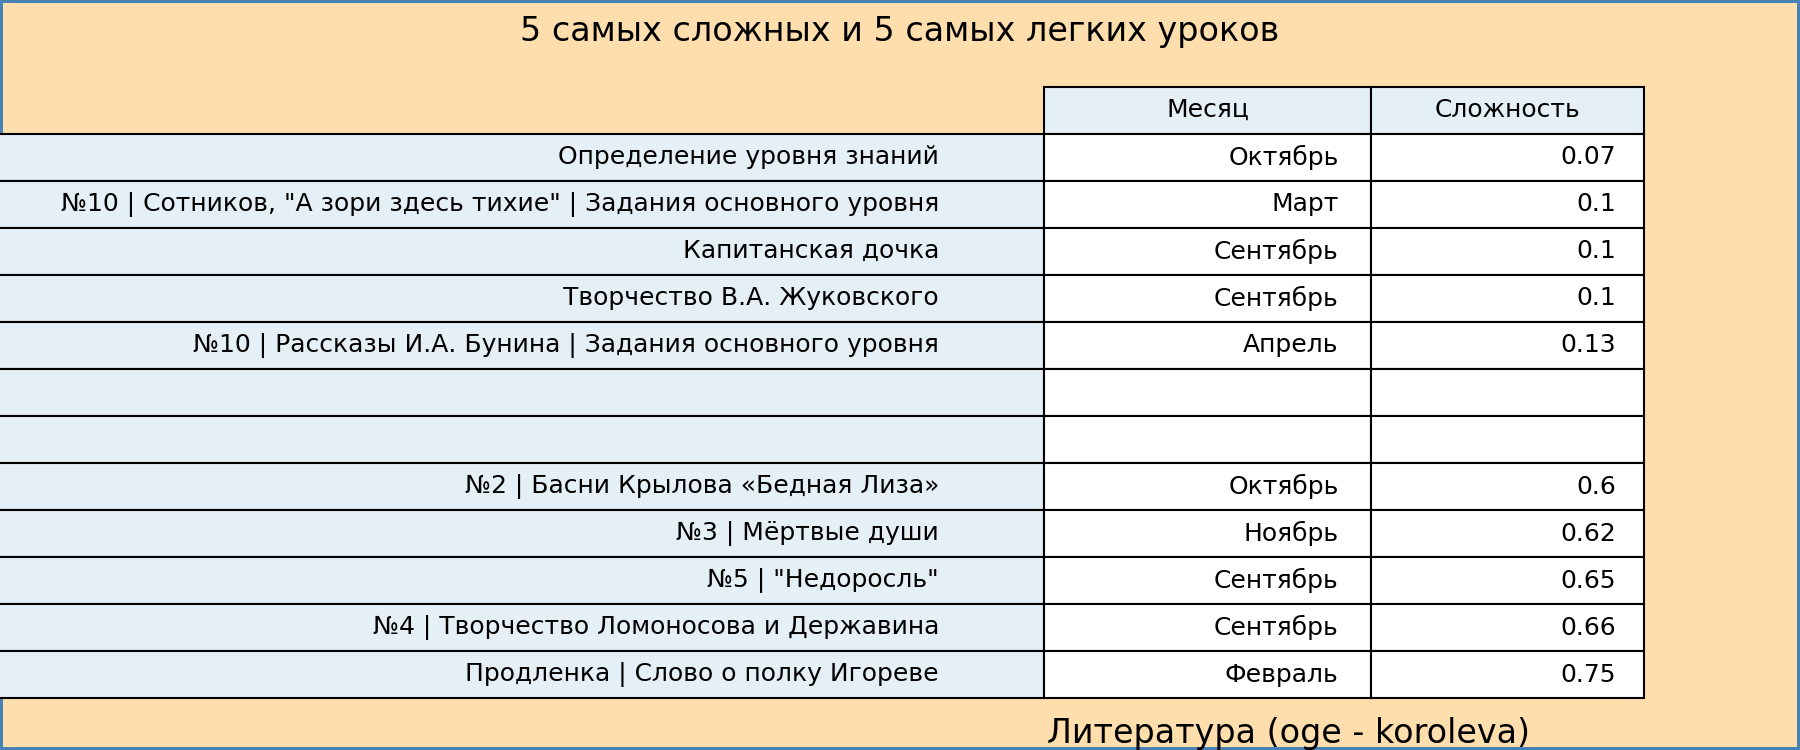 5 самых сложных и 5 самых легких уроков
Месяц Сложность
Определение уровня знаний Октябрь 0.07
№10 | Сотников, "А зори здесь тихие" | Задания основного уровня Март 0.1
Капитанская дочка Сентябрь 0.1
Творчество В.А. Жуковского Сентябрь 0.1
№10 | Рассказы И.А. Бунина | Задания основного уровня Апрель 0.13
№2 | Басни Крылова «Бедная Лиза» Октябрь 0.6
№3 | Мёртвые души Ноябрь 0.62
№5 | "Недоросль" Сентябрь 0.65
№4 | Творчество Ломоносова и Державина Сентябрь 0.66
Продленка | Слово о полку Игореве Февраль 0.75
Литература (oge - koroleva)